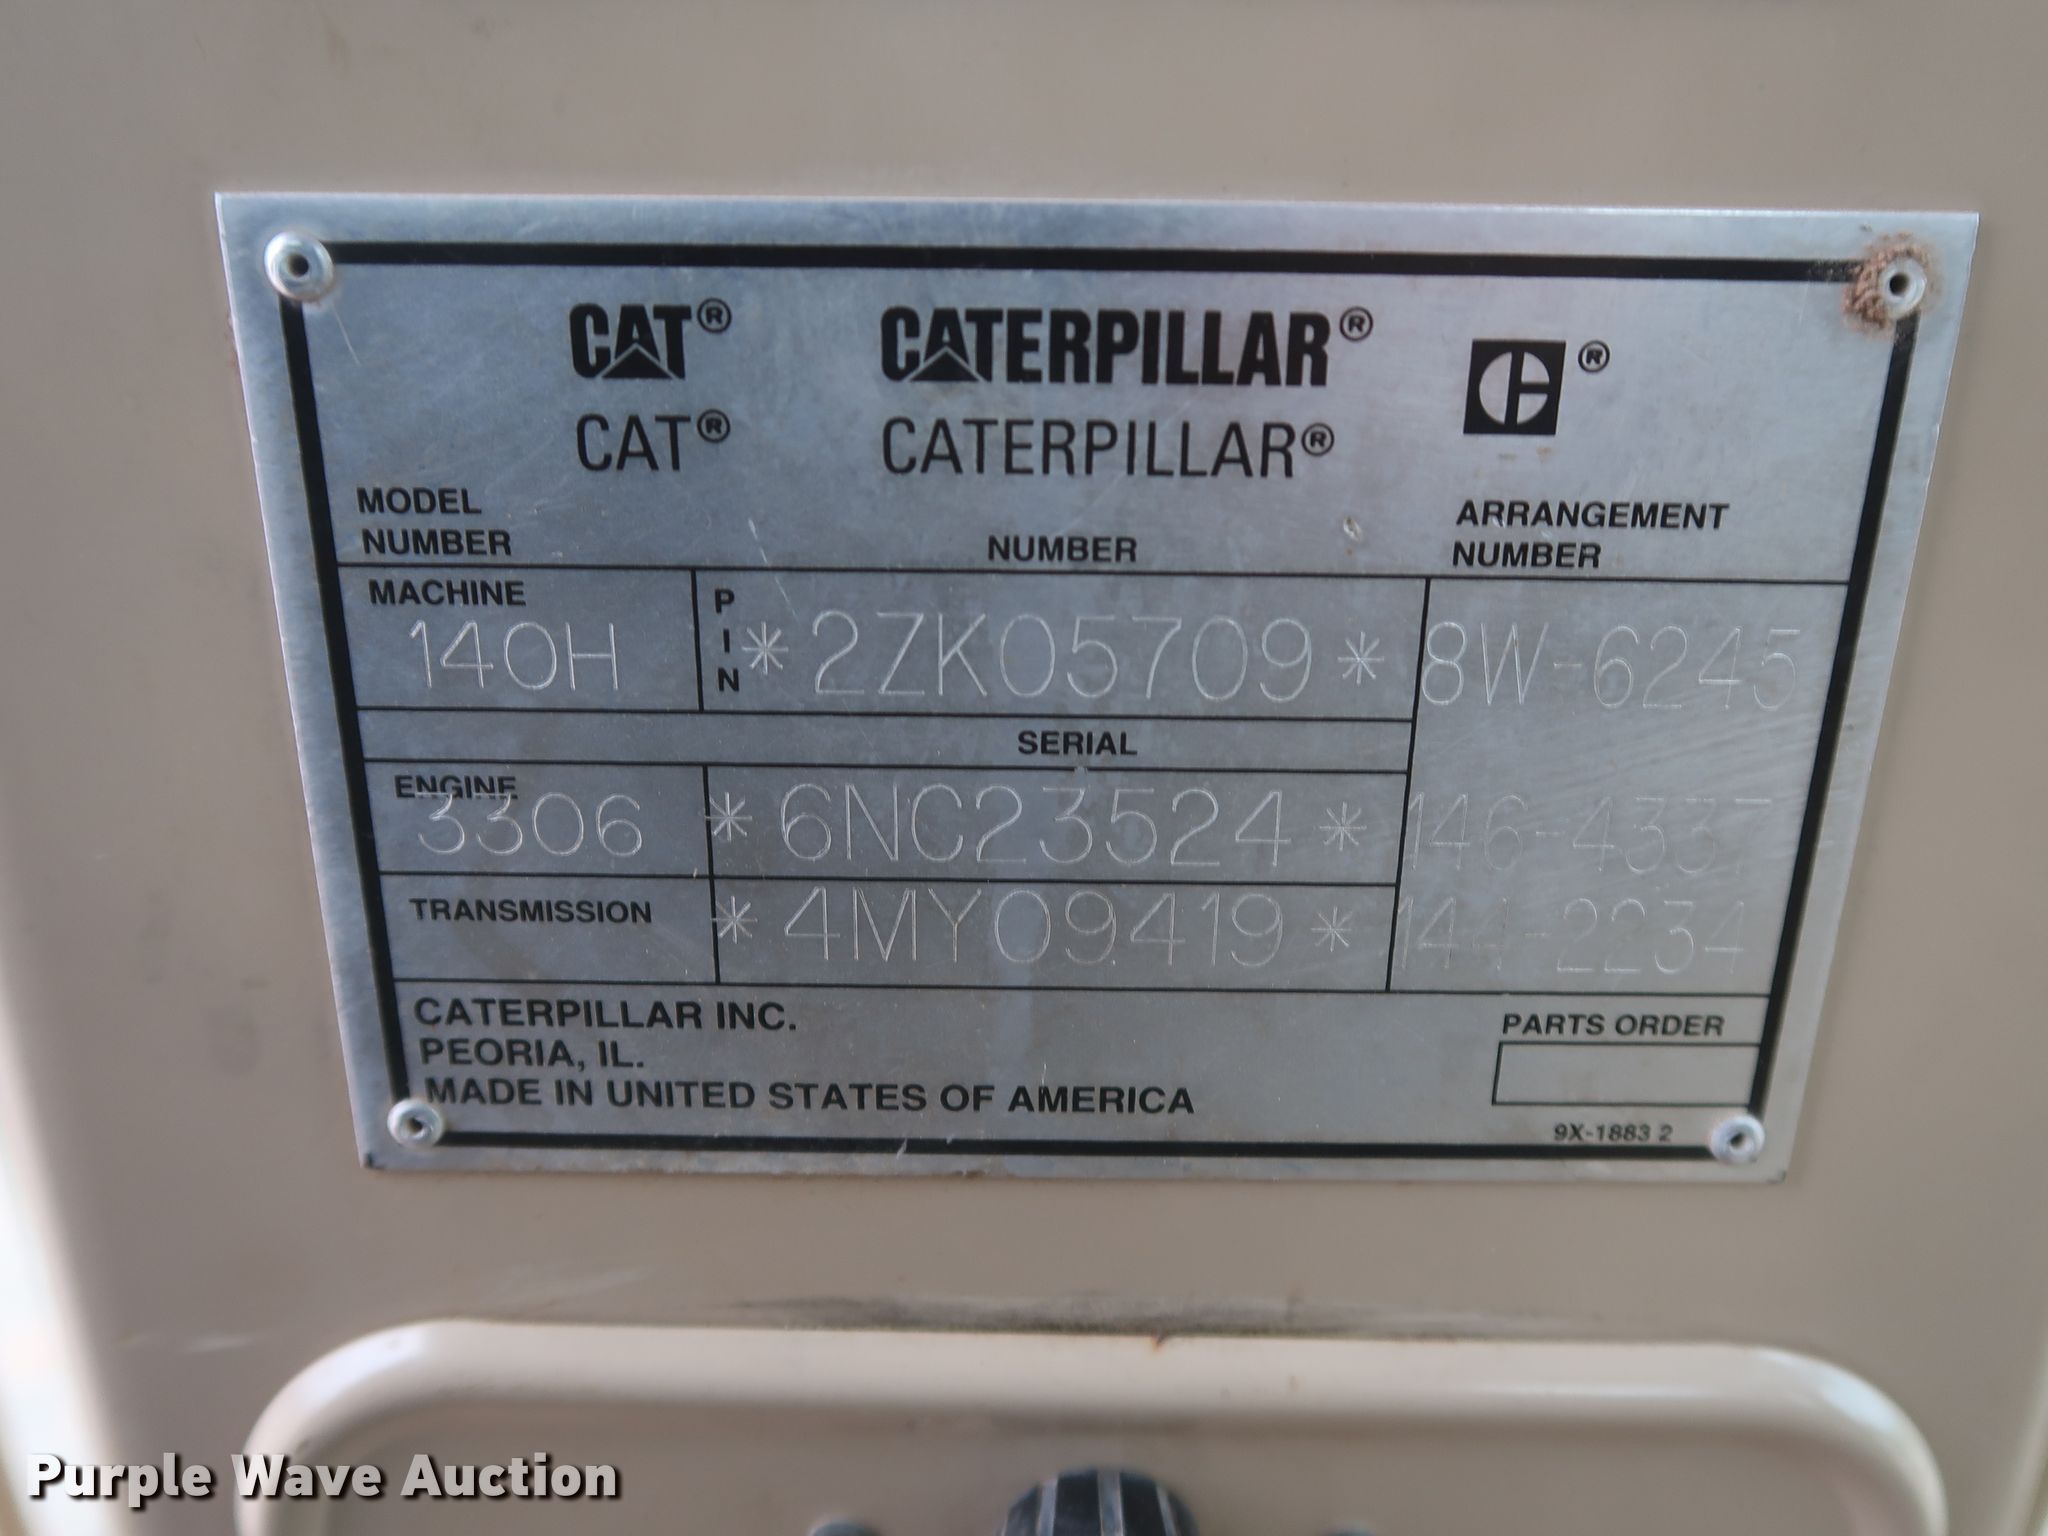 CAT® CATERPILLAR® ®
CAT® CATERPILLAR®
MODEL NUMBER
NUMBER
ARRANGEMENT NUMBER
MACHINE
140H
PIN
*2ZK05709*
8W-6245
SERIAL
ENGINE
3306
*6NC23524*
146-4337
TRANSMISSION
*4MY09419*
144-2234
CATERPILLAR INC.
PEORIA, IL.
MADE IN UNITED STATES OF AMERICA
PARTS ORDER
9X-1883 2
Purple Wave Auction